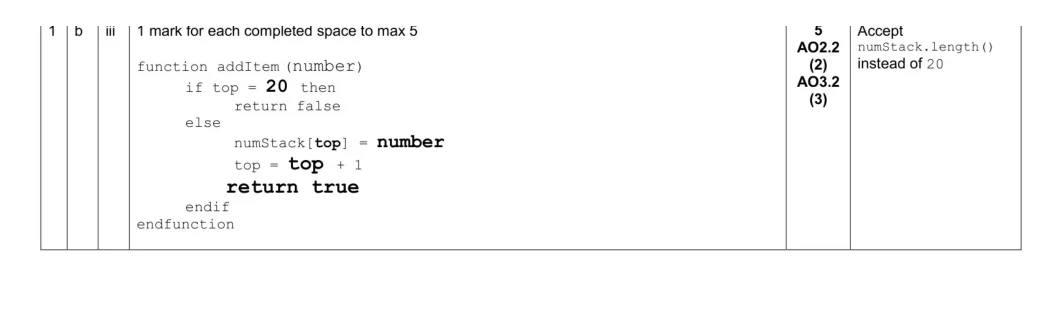 1 b iii 1 mark for each completed space to max 5 5 Accept
AO2.2 numStack.length()
(2) instead of 20
AO3.2
(3)
function addItem(number)
if top = 20 then
return false
else
numStack[top] = number
top = top + 1
return true
endif
endfunction